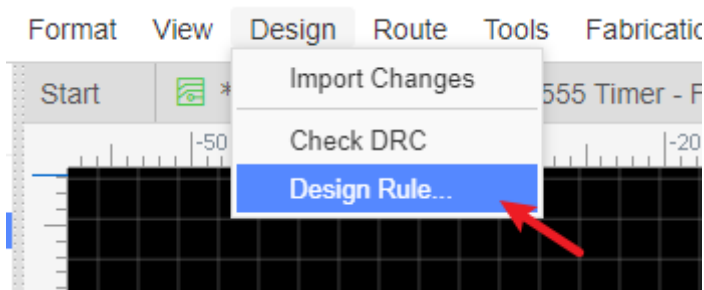 Format View Design Route Tools
Import Changes
Start * 555 Timer - F
Check DRC
-50 -20
Design Rule...